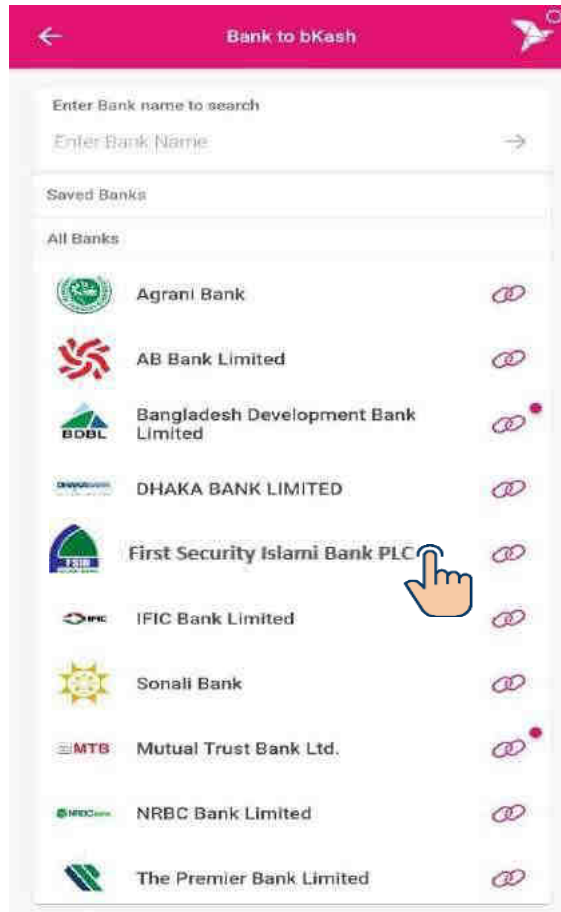 Bank to bKash
Enter Bank name to search
Enter Bank Name
Saved Banks
All Banks
Agrani Bank
AB Bank Limited
BDBL
Bangladesh Development Bank
Limited
DHAKA BANK LIMITED
FSIB
First Security Islami Bank PLC
IFIC
IFIC Bank Limited
Sonali Bank
MTB
Mutual Trust Bank Ltd.
NRBC Bank Limited
The Premier Bank Limited